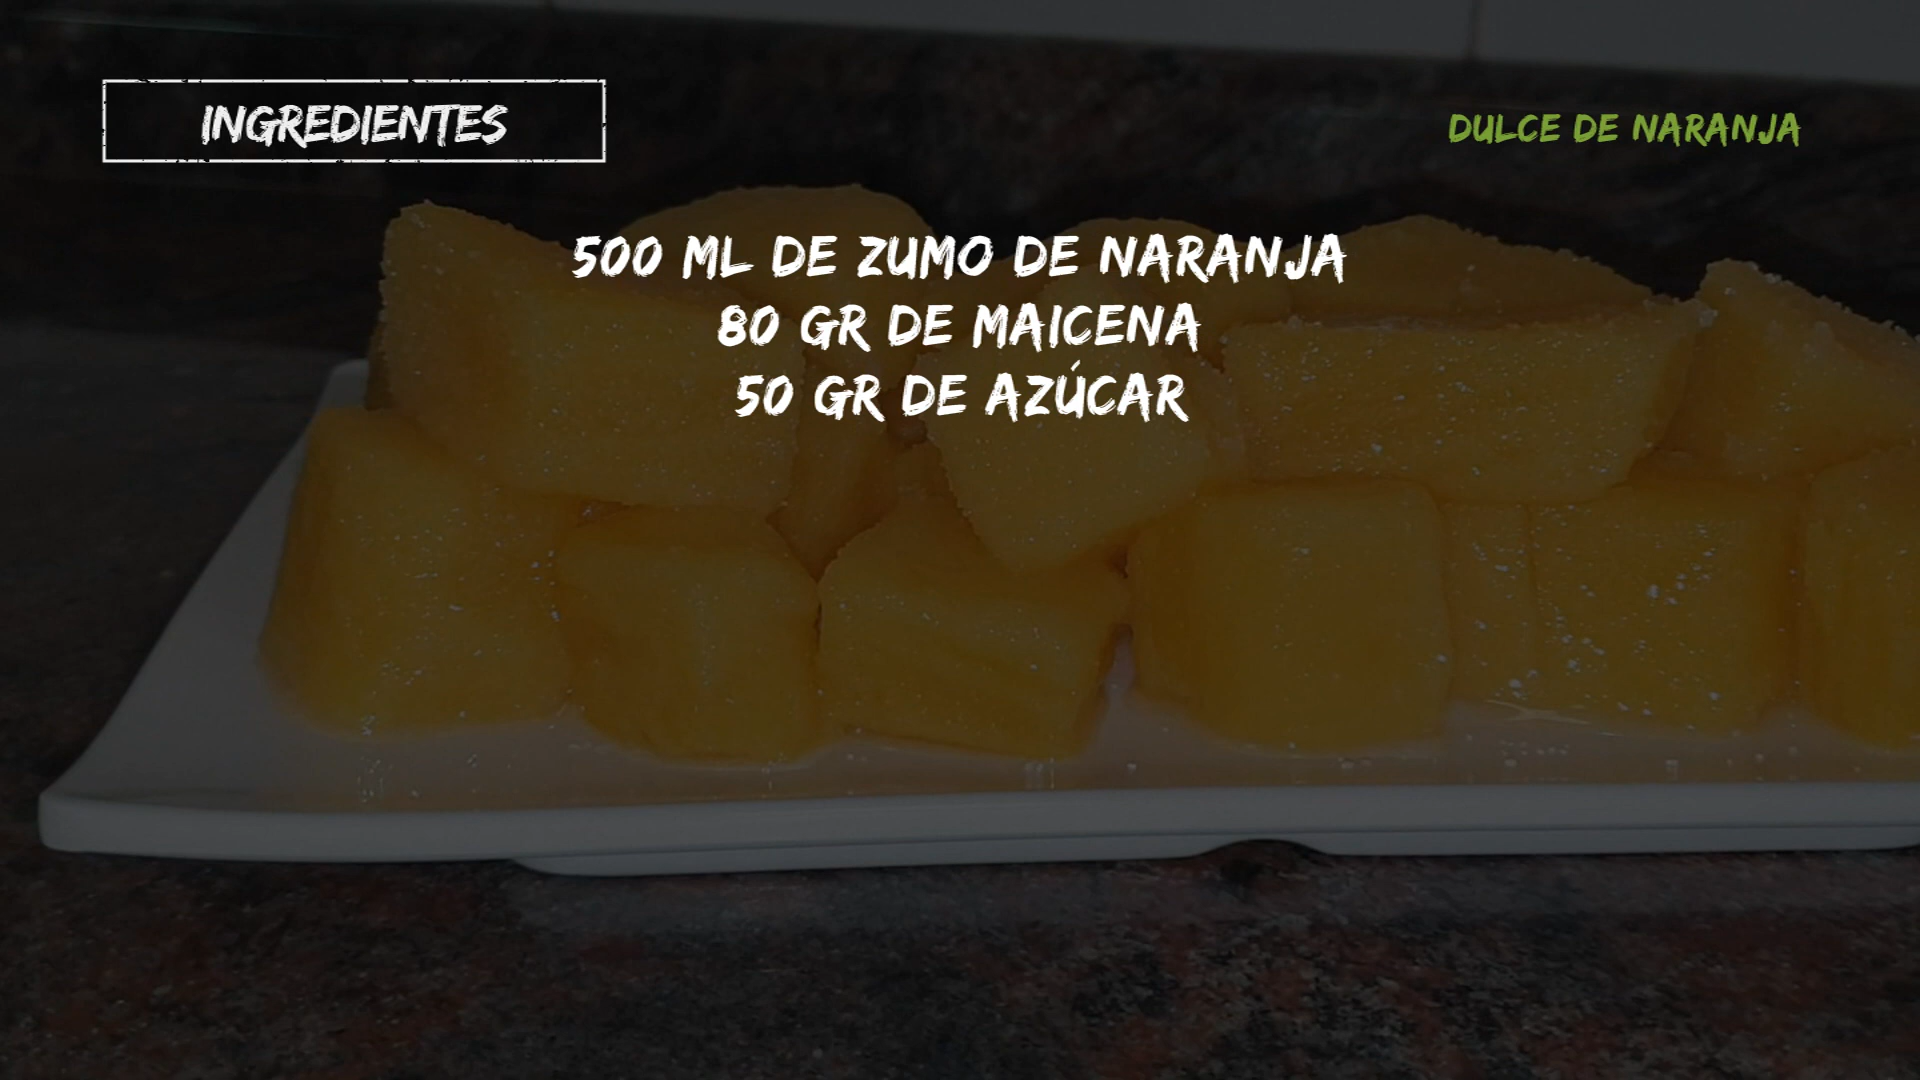 INGREDIENTES
DULCE DE NARANJA
500 ML DE ZUMO DE NARANJA
80 GR DE MAICENA
50 GR DE AZÚCAR